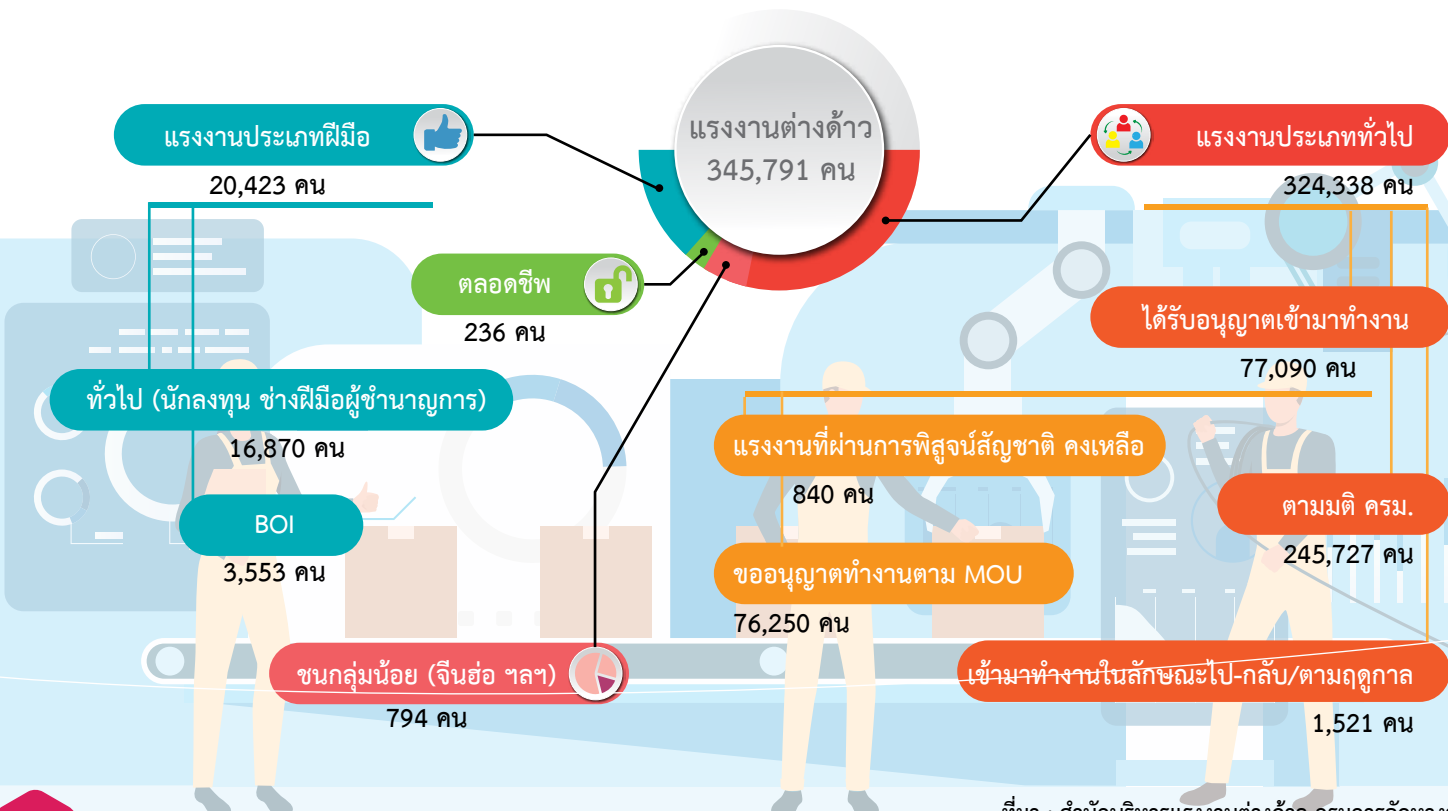 แรงงานต่างด้าว
345,791 คน
แรงงานประเภทฝีมือ
20,423 คน
ตลอดชีพ
236 คน
ทั่วไป (นักลงทุน ช่างฝีมือผู้ชำนาญการ)
16,870 คน
BOI
3,553 คน
ชนกลุ่มน้อย (จีนฮ่อ ฯลฯ)
794 คน
แรงงานประเภททั่วไป
324,338 คน
ได้รับอนุญาตเข้ามาทำงาน
77,090 คน
แรงงานที่ผ่านการพิสูจน์สัญชาติ คงเหลือ
840 คน
ขออนุญาตทำงานตาม MOU
76,250 คน
ตามมติ ครม.
245,727 คน
เข้ามาทำงานในลักษณะไป-กลับ/ตามฤดูกาล
1,521 คน